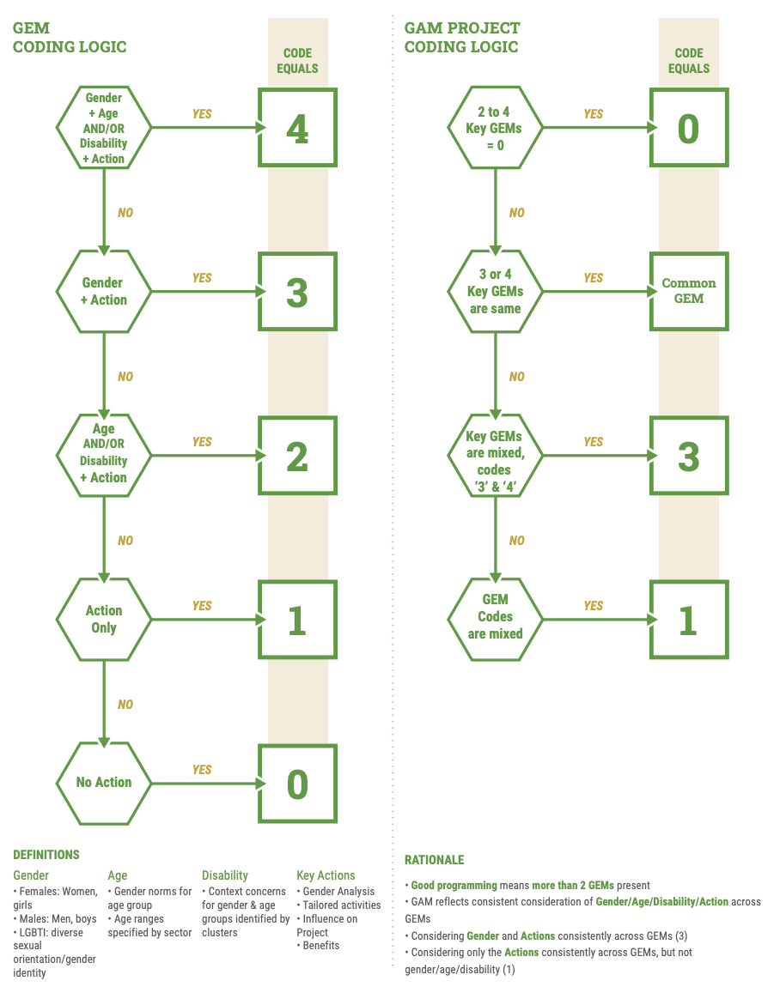 GEM
CODING LOGIC
CODE
EQUALS
Gender
+ Age
AND/OR
Disability
+ Action
YES
4
NO
Gender
+ Action
YES
3
NO
Age
AND/OR
Disability
+ Action
YES
2
NO
Action
Only
YES
1
NO
No Action
YES
0
DEFINITIONS
Gender
• Females: Women,
girls
• Males: Men, boys
• LGBTI: diverse
sexual
orientation/gender
identity
Age
• Gender norms for
age group
• Age ranges
specified by sector
Disability
• Context concerns
for gender & age
groups identified by
clusters
Key Actions
• Gender Analysis
• Tailored activities
• Influence on
Project
• Benefits
GAM PROJECT
CODING LOGIC
CODE
EQUALS
2 to 4
Key GEMs
= 0
YES
0
NO
3 or 4
Key GEMs
are same
YES
Common
GEM
NO
Key GEMs
are mixed,
codes
‘3’ & ‘4’
YES
3
NO
GEM
Codes
are mixed
YES
1
RATIONALE
• Good programming means more than 2 GEMs present
• GAM reflects consistent consideration of Gender/Age/Disability/Action across
GEMs
• Considering Gender and Actions consistently across GEMs (3)
• Considering only the Actions consistently across GEMs, but not
gender/age/disability (1)